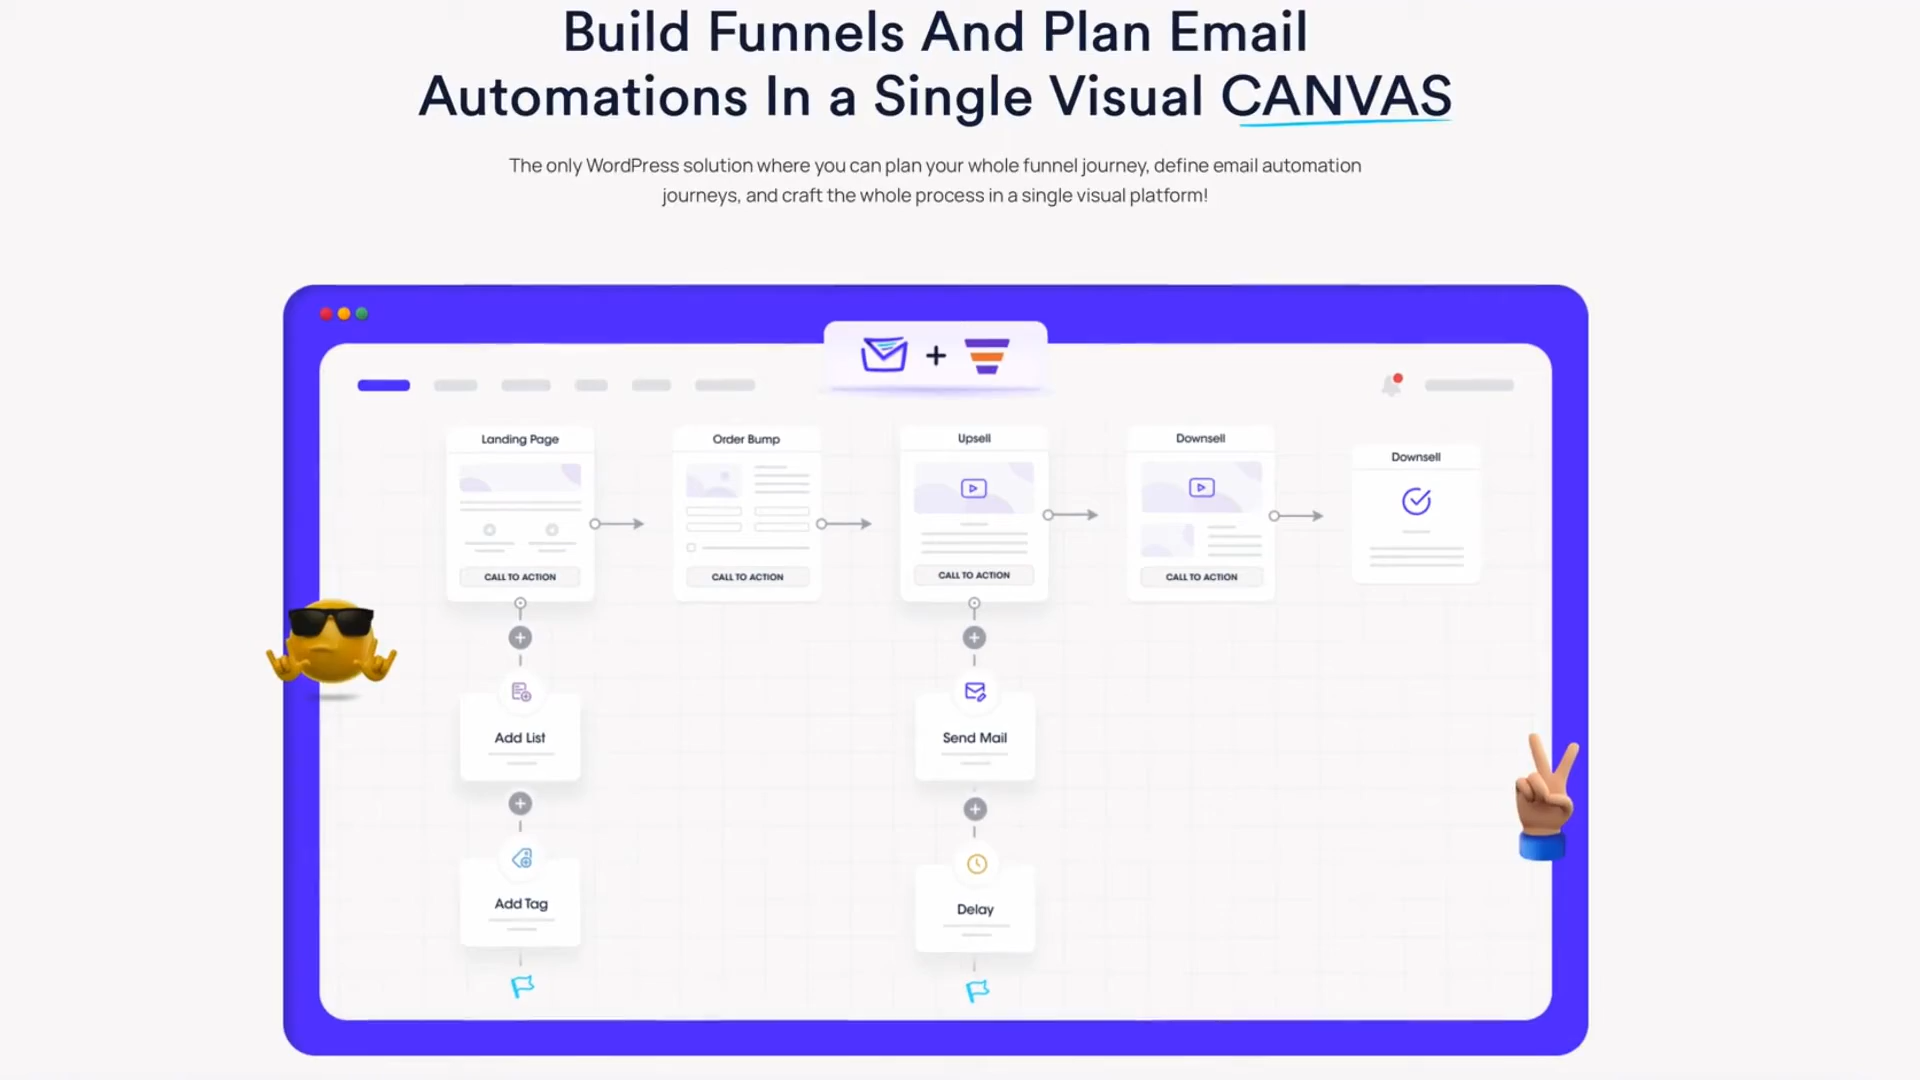 Build Funnels And Plan Email
Automations In a Single Visual CANVAS
The only WordPress solution where you can plan your whole funnel journey, define email automation
journeys, and craft the whole process in a single visual platform!
Landing Page
Order Bump
Upsell
Downsell
Downsell
CALL TO ACTION
CALL TO ACTION
CALL TO ACTION
CALL TO ACTION
Add List
Send Mail
Add Tag
Delay